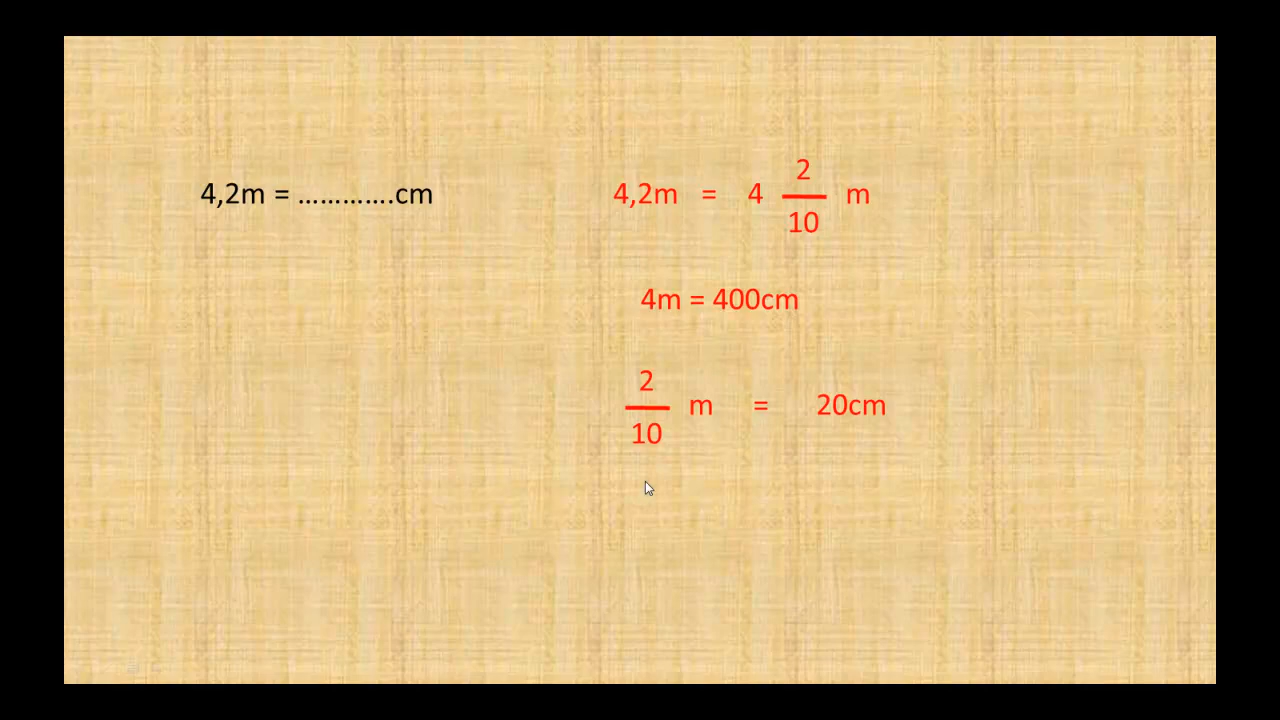 4,2m = ………….cm
4,2m = 4 2/10 m
4m = 400cm
2/10 m = 20cm